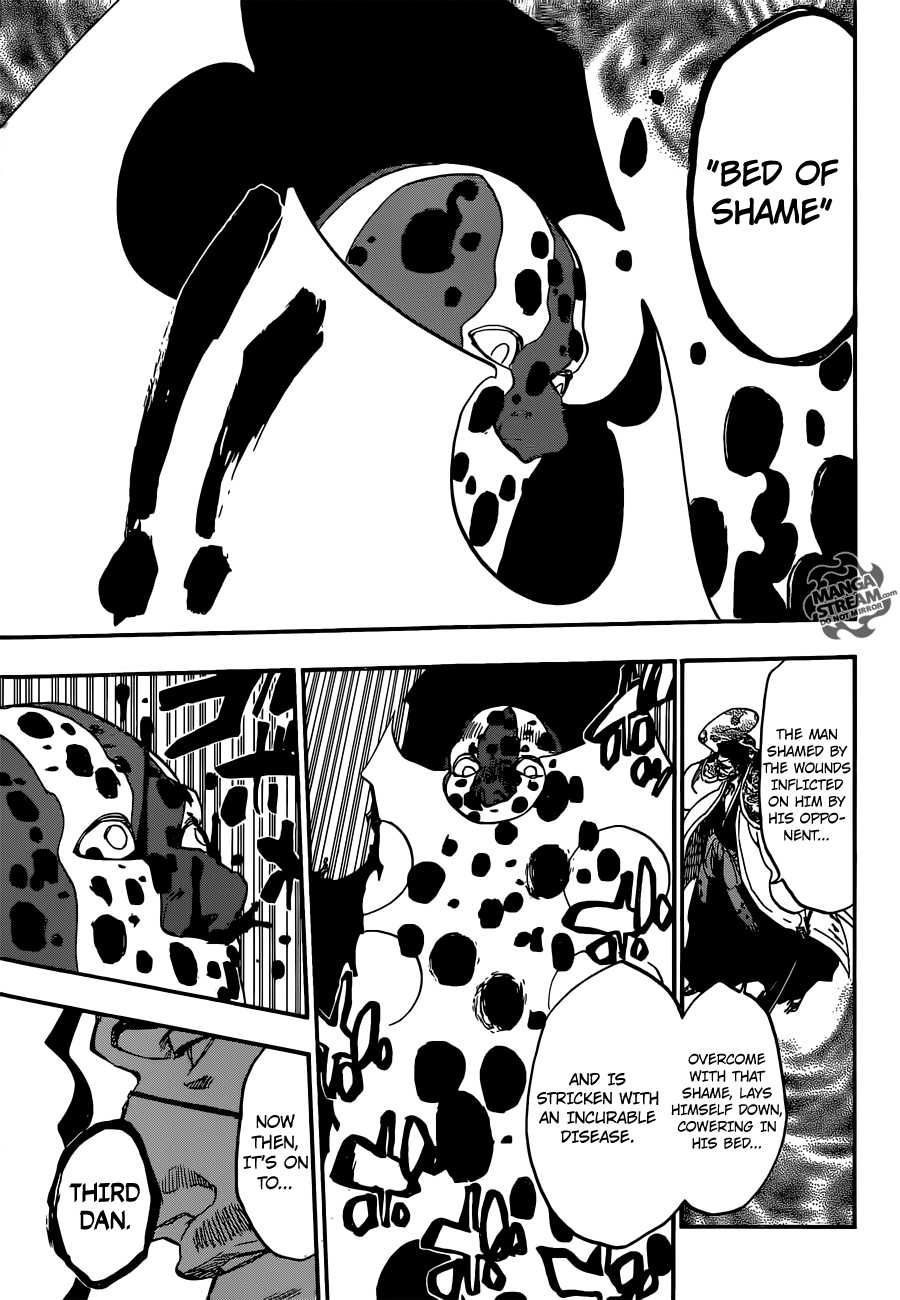 "BED OF
SHAME"
MANGA
STREAM.com
DO NOT MIRROR
THE MAN
SHAMED BY
THE WOUNDS
INFLICTED
ON HIM BY
HIS OPPO-
NENT...
OVERCOME
WITH THAT
SHAME, LAYS
HIMSELF DOWN,
COWERING IN
HIS BED...
AND IS
STRICKEN WITH
AN INCURABLE
DISEASE.
NOW
THEN,
IT'S ON
TO...
THIRD
DAN.